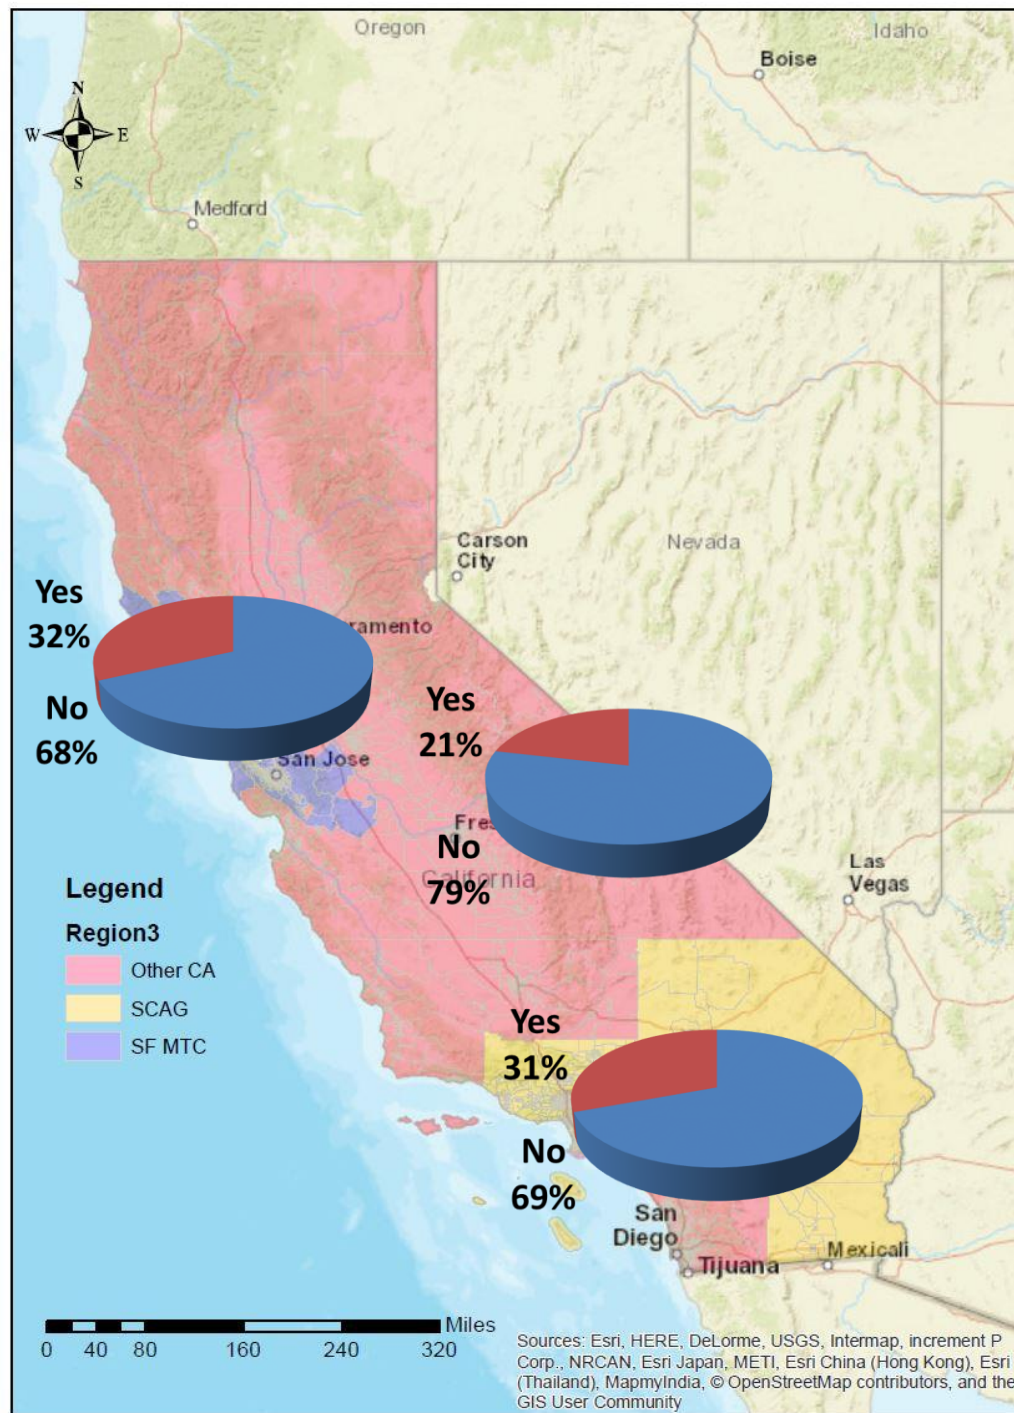 Oregon
Idaho
Boise
N
W
E
S
Medford
Carson
City
Nevada
Yes
32%
ramento
No
68%
Yes
21%
San Jose
Fres
No
79%
California
Las
Vegas
Legend
Region3
Other CA
SCAG
SF MTC
Yes
31%
No
69%
San
Diego
Tijuana
Mexicali
Miles
0 40 80 160 240 320
Sources: Esri, HERE, DeLorme, USGS, Intermap, increment P
Corp., NRCAN, Esri Japan, METI, Esri China (Hong Kong), Esri
(Thailand), MapmyIndia, © OpenStreetMap contributors, and the
GIS User Community